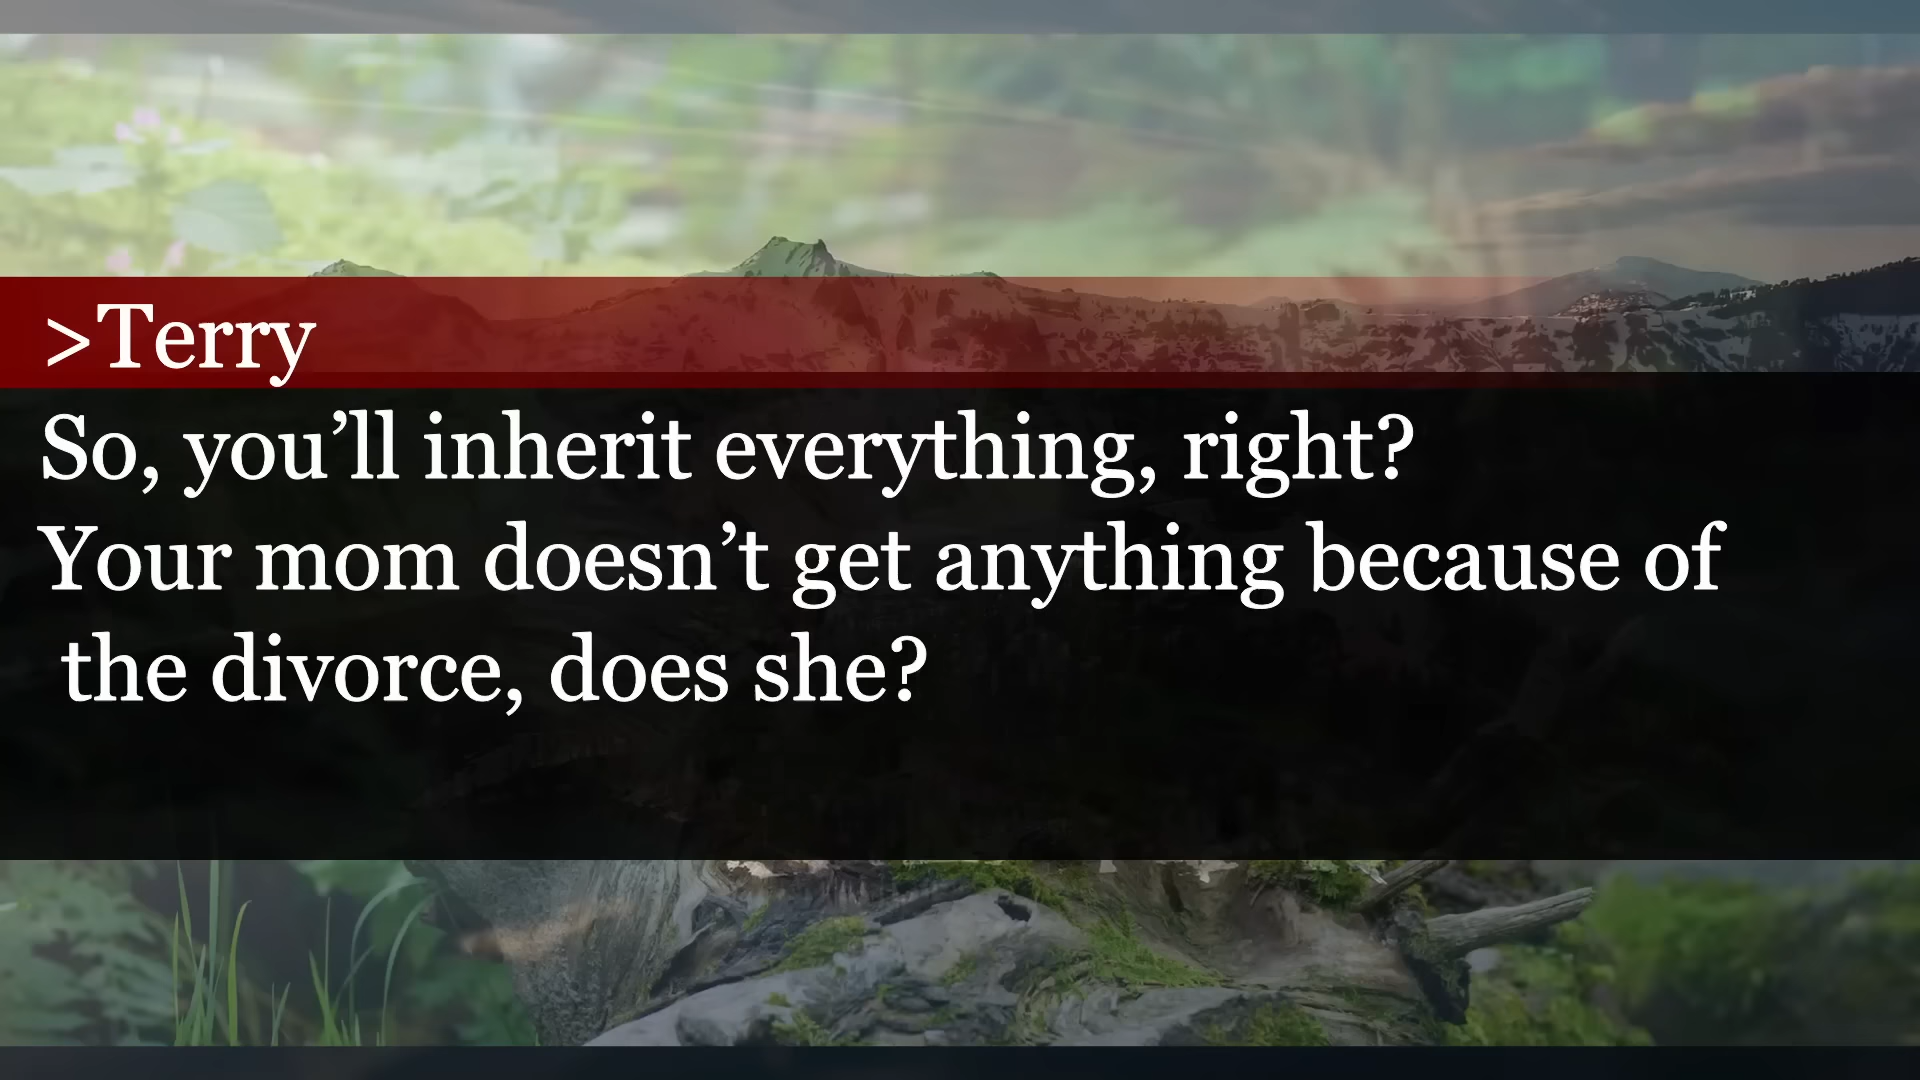 >Terry
So, you’ll inherit everything, right?
Your mom doesn’t get anything because of
the divorce, does she?